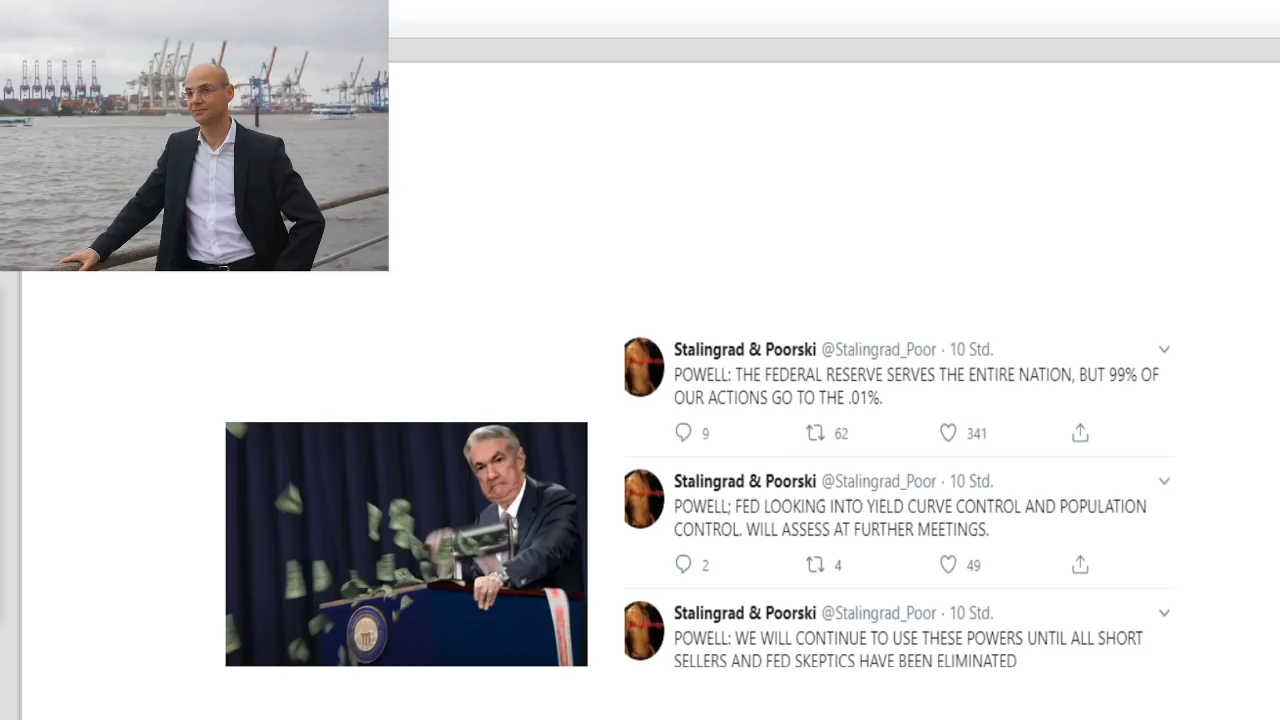 Stalingrad & Poorski @Stalingrad_Poor · 10 Std.
POWELL: THE FEDERAL RESERVE SERVES THE ENTIRE NATION, BUT 99% OF
OUR ACTIONS GO TO THE .01%.
9 62 341
Stalingrad & Poorski @Stalingrad_Poor · 10 Std.
POWELL; FED LOOKING INTO YIELD CURVE CONTROL AND POPULATION
CONTROL. WILL ASSESS AT FURTHER MEETINGS.
2 4 49
Stalingrad & Poorski @Stalingrad_Poor · 10 Std.
POWELL: WE WILL CONTINUE TO USE THESE POWERS UNTIL ALL SHORT
SELLERS AND FED SKEPTICS HAVE BEEN ELIMINATED